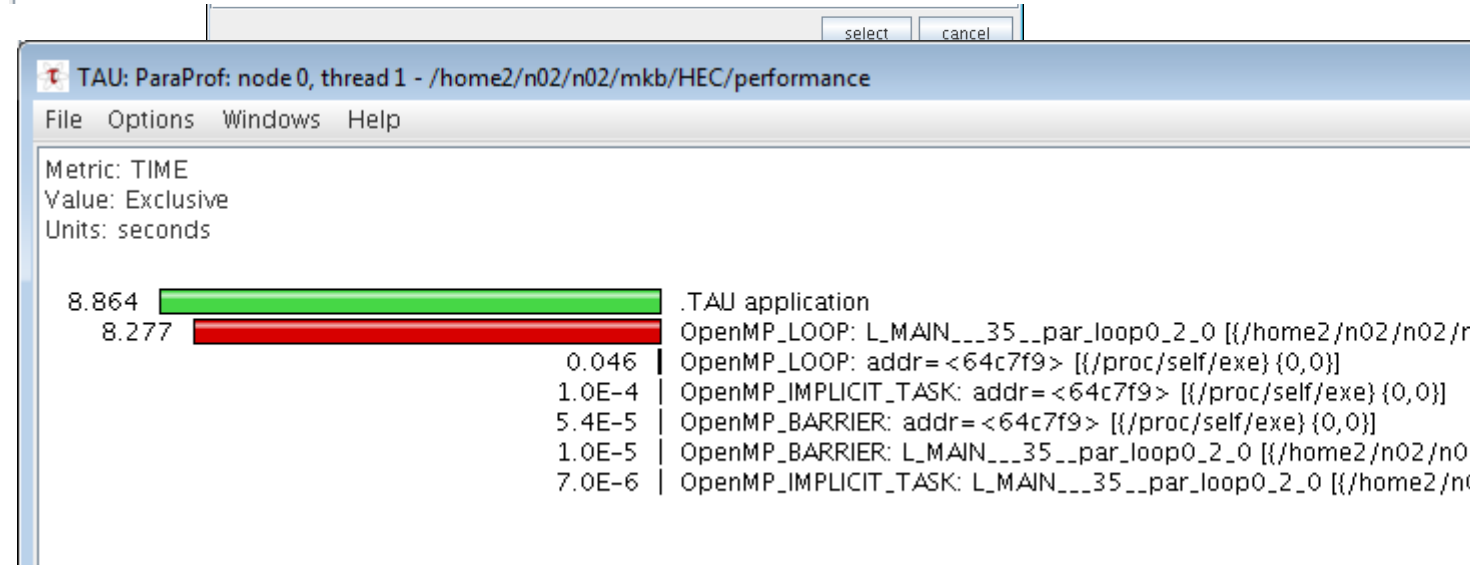 select cancel
TAU: ParaProf: node 0, thread 1 - /home2/n02/n02/mkb/HEC/performance
File Options Windows Help
Metric: TIME
Value: Exclusive
Units: seconds
8.864 .TAU application
8.277 OpenMP_LOOP: L_MAIN___35__par_loop0_2_0 [{/home2/n02/n02/
0.046 OpenMP_LOOP: addr=<64c7f9> [{/proc/self/exe} {0,0}]
1.0E-4 OpenMP_IMPLICIT_TASK: addr=<64c7f9> [{/proc/self/exe} {0,0}]
5.4E-5 OpenMP_BARRIER: addr=<64c7f9> [{/proc/self/exe} {0,0}]
1.0E-5 OpenMP_BARRIER: L_MAIN___35__par_loop0_2_0 [{/home2/n02/n0
7.0E-6 OpenMP_IMPLICIT_TASK: L_MAIN___35__par_loop0_2_0 [{/home2/n